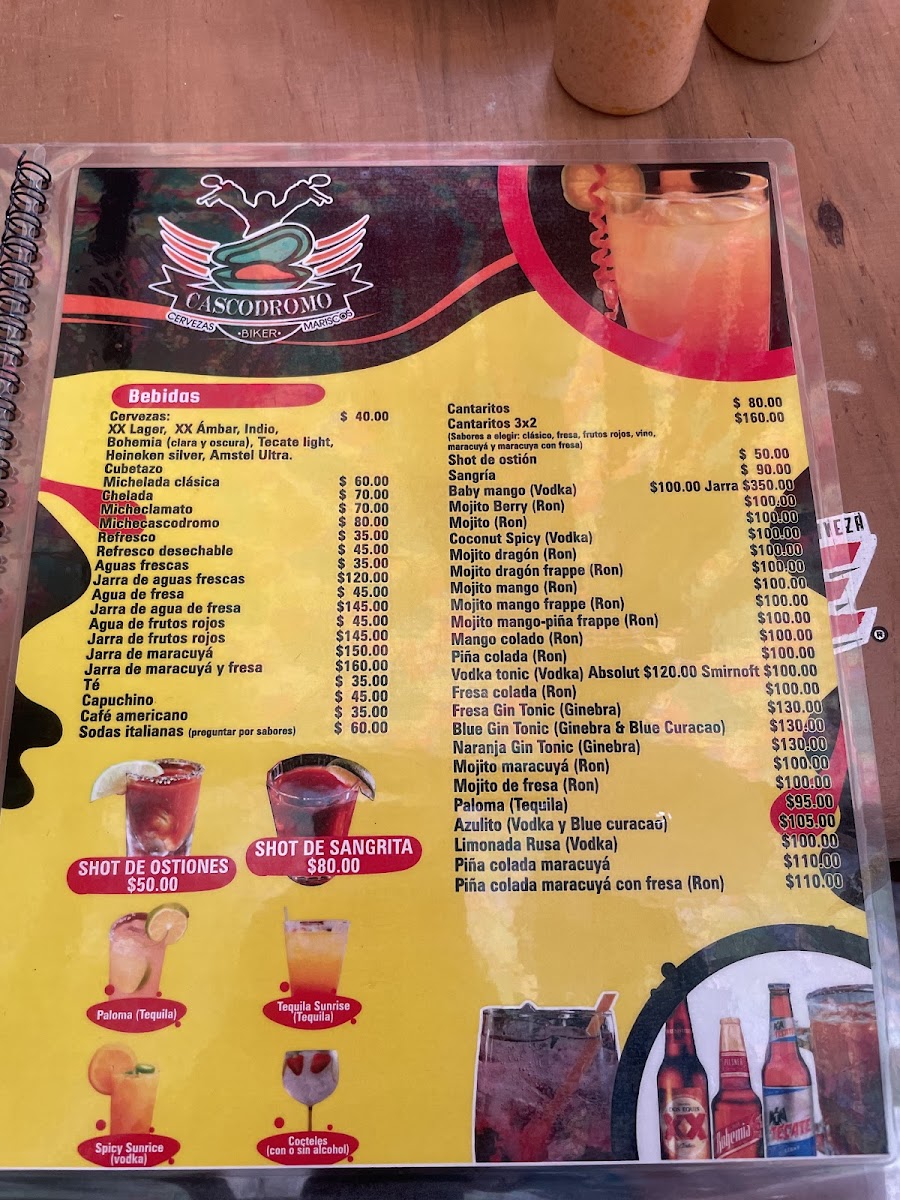 CASCODROMO
CERVEZAS •BIKER• MARISCOS
Bebidas
Cervezas: $ 40.00
XX Lager, XX Ámbar, Indio,
Bohemia (clara y oscura), Tecate light,
Heineken silver, Amstel Ultra.
Cubetazo
Michelada clásica $ 60.00
Chelada $ 70.00
Micheclamato $ 70.00
Michecascodromo $ 80.00
Refresco $ 35.00
Refresco desechable $ 45.00
Aguas frescas $ 35.00
Jarra de aguas frescas $120.00
Agua de fresa $ 45.00
Jarra de agua de fresa $145.00
Agua de frutos rojos $ 45.00
Jarra de frutos rojos $145.00
Jarra de maracuyá $150.00
Jarra de maracuyá y fresa $160.00
Té $ 35.00
Capuchino $ 45.00
Café americano $ 35.00
Sodas italianas (preguntar por sabores) $ 60.00
Cantaritos $ 80.00
Cantaritos 3x2 $160.00
(Sabores a elegir: clásico, fresa, frutos rojos, vino,
maracuyá y maracuya con fresa)
Shot de ostión $ 50.00
Sangría $ 90.00
Baby mango (Vodka) $100.00 Jarra $350.00
Mojito Berry (Ron) $100.00
Mojito (Ron) $100.00
Coconut Spicy (Vodka) $100.00
Mojito dragón (Ron) $100.00
Mojito dragón frappe (Ron) $100.00
Mojito mango (Ron) $100.00
Mojito mango frappe (Ron) $100.00
Mojito mango-piña frappe (Ron) $100.00
Mango colado (Ron) $100.00
Piña colada (Ron) $100.00
Vodka tonic (Vodka) Absolut $120.00 Smirnoft $100.00
Fresa colada (Ron) $100.00
Fresa Gin Tonic (Ginebra) $130.00
Blue Gin Tonic (Ginebra & Blue Curacao) $130.00
Naranja Gin Tonic (Ginebra) $130.00
Mojito maracuyá (Ron) $100.00
Mojito de fresa (Ron) $100.00
Paloma (Tequila) $95.00
Azulito (Vodka y Blue curacao) $105.00
Limonada Rusa (Vodka) $100.00
Piña colada maracuyá $110.00
Piña colada maracuyá con fresa (Ron) $110.00
SHOT DE OSTIONES
$50.00
SHOT DE SANGRITA
$80.00
Paloma (Tequila)
Tequila Sunrise
(Tequila)
Spicy Sunrice
(vodka)
Cocteles
(con o sin alcohol)
XX
Bohemia
TECATE